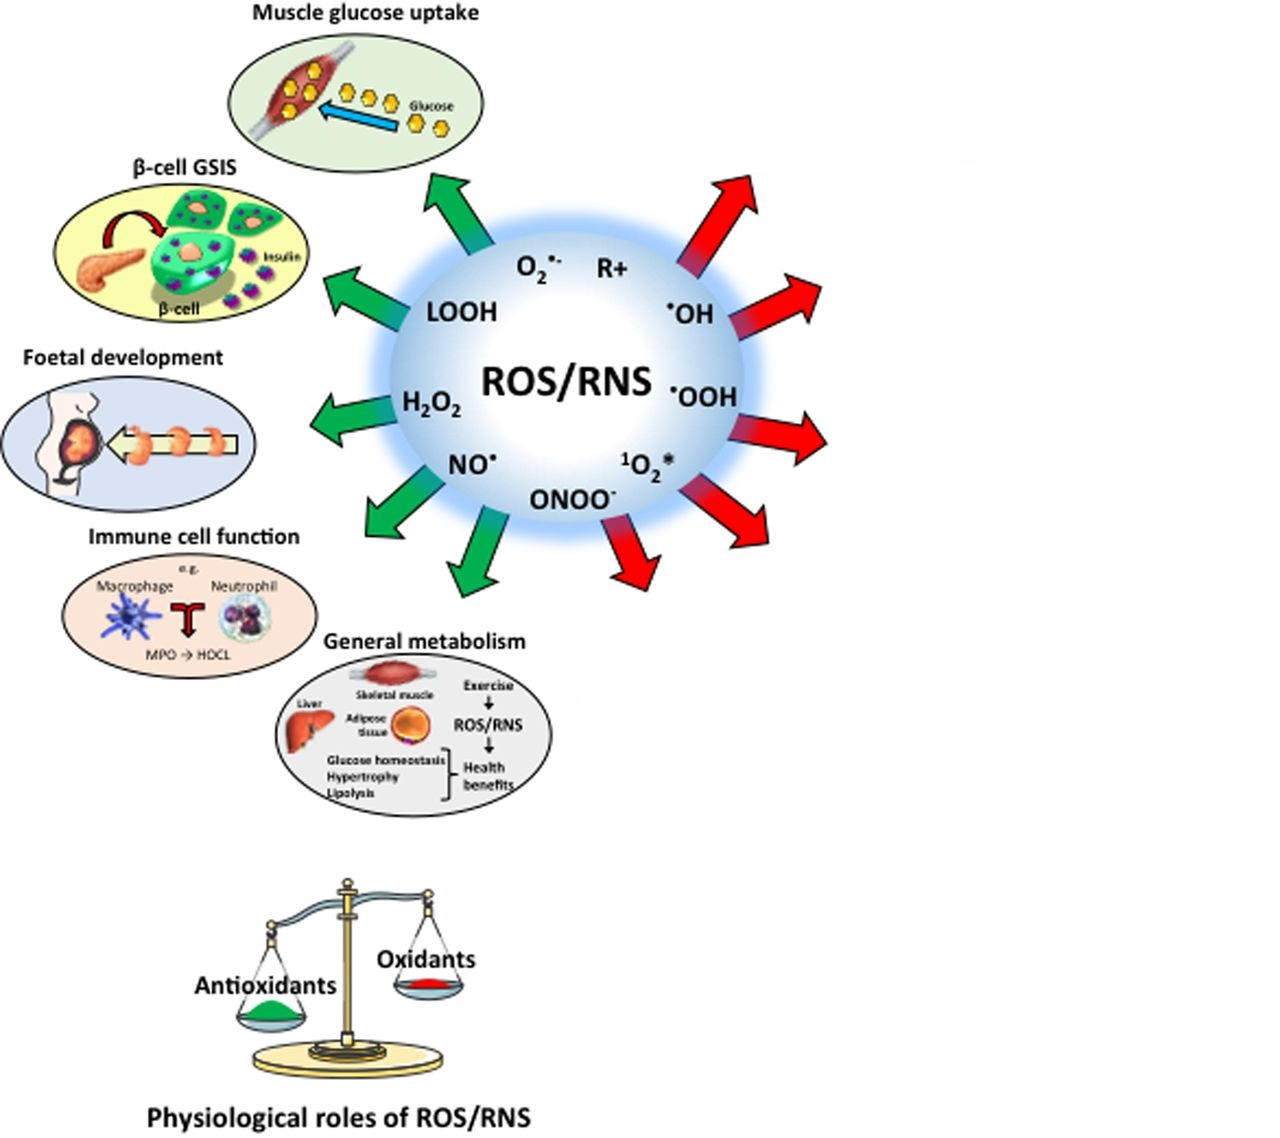 Muscle glucose uptake
Glucose
β-cell GSIS
Insulin
β-cell
Foetal development
Immune cell function
e.g.
Macrophage
Neutrophil
MPO → HOCL
General metabolism
Skeletal muscle
Liver
Adipose
tissue
Exercise
ROS/RNS
Glucose homeostasis
Hypertrophy
Lipolysis
Health
benefits
O₂•-
R+
LOOH
•OH
ROS/RNS
H₂O₂
•OOH
NO•
¹O₂*
ONOO⁻
Antioxidants
Oxidants
Physiological roles of ROS/RNS